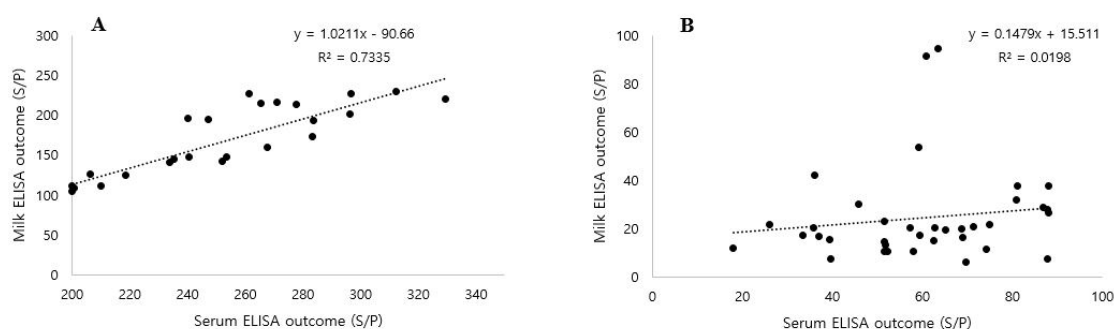 A
y = 1.0211x - 90.66
R² = 0.7335
Milk ELISA outcome (S/P)
300
250
200
150
100
50
0
200 220 240 260 280 300 320 340
Serum ELISA outcome (S/P)
B
y = 0.1479x + 15.511
R² = 0.0198
Milk ELISA outcome (S/P)
100
80
60
40
20
0
0 20 40 60 80 100
Serum ELISA outcome (S/P)